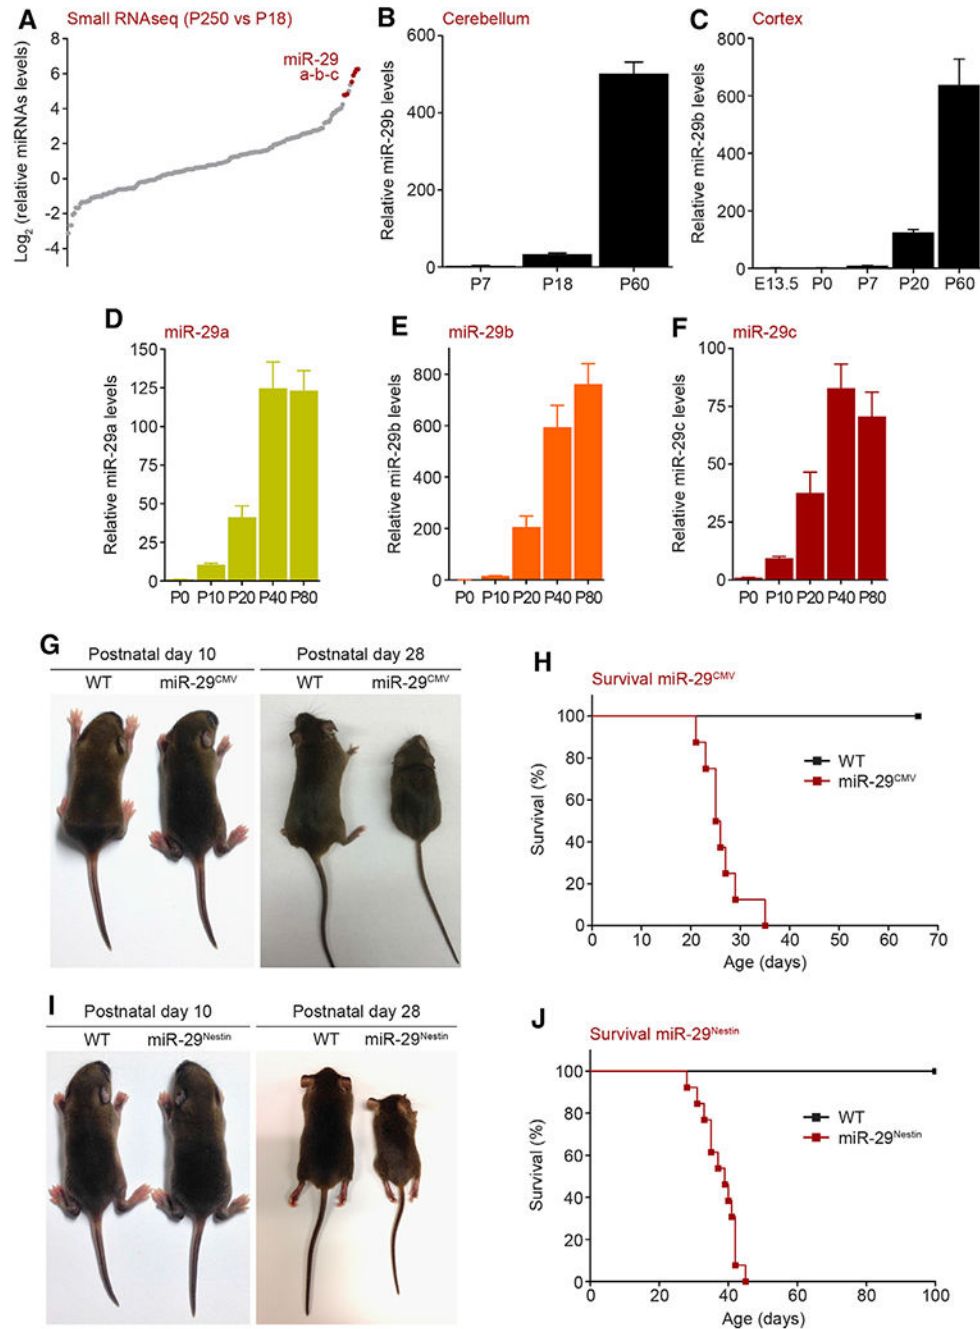 A
Small RNAseq (P250 vs P18)
Log2 (relative miRNAs levels)
8
6
4
2
0
-2
-4
miR-29
a-b-c
B
Cerebellum
Relative miR-29b levels
600
400
200
0
P7 P18 P60
C
Cortex
Relative miR-29b levels
800
600
400
200
0
E13.5 P0 P7 P20 P60
D
miR-29a
Relative miR-29a levels
150
125
100
75
50
25
0
P0 P10 P20 P40 P80
E
miR-29b
Relative miR-29b levels
800
600
400
200
0
P0 P10 P20 P40 P80
F
miR-29c
Relative miR-29c levels
100
75
50
25
0
P0 P10 P20 P40 P80
G
Postnatal day 10 Postnatal day 28
WT miR-29CMV WT miR-29CMV
H
Survival miR-29CMV
Survival (%)
100
80
60
40
20
0
WT
miR-29CMV
0 10 20 30 40 50 60 70
Age (days)
I
Postnatal day 10 Postnatal day 28
WT miR-29Nestin WT miR-29Nestin
J
Survival miR-29Nestin
Survival (%)
100
80
60
40
20
0
WT
miR-29Nestin
0 20 40 60 80 100
Age (days)